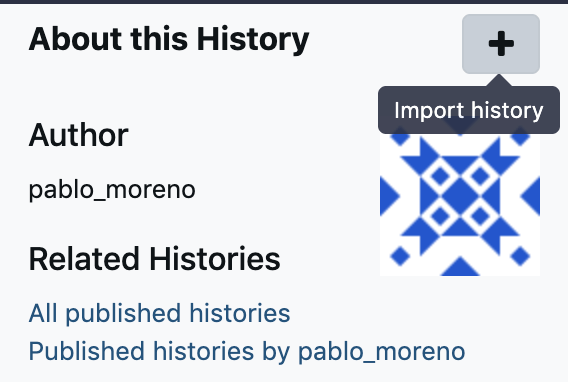 About this History
Import history
Author
pablo_moreno
Related Histories
All published histories
Published histories by pablo_moreno